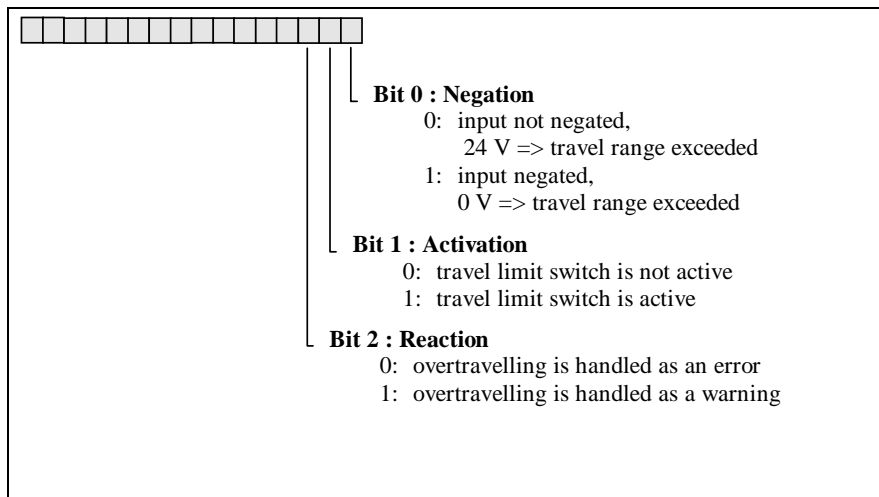 Bit 0 : Negation
0: input not negated,
24 V => travel range exceeded
1: input negated,
0 V => travel range exceeded
Bit 1 : Activation
0: travel limit switch is not active
1: travel limit switch is active
Bit 2 : Reaction
0: overtravelling is handled as an error
1: overtravelling is handled as a warning